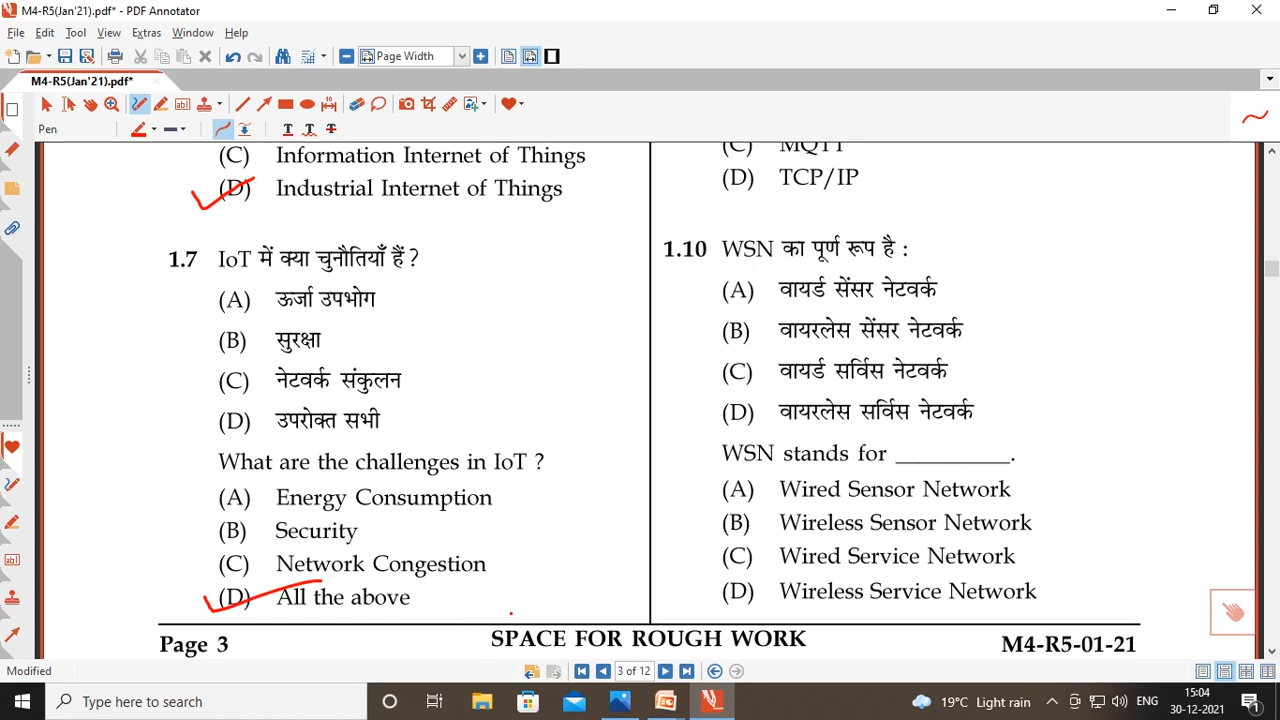 M4-R5(Jan'21).pdf* - PDF Annotator
File Edit Tool View Extras Window Help
Page Width
M4-R5(Jan'21).pdf*
Pen
(C) Information Internet of Things
(D) Industrial Internet of Things
1.7 IoT में क्या चुनौतियाँ हैं ?
(A) ऊर्जा उपभोग
(B) सुरक्षा
(C) नेटवर्क संकुलन
(D) उपरोक्त सभी
What are the challenges in IoT ?
(A) Energy Consumption
(B) Security
(C) Network Congestion
(D) All the above
(C) MQTT
(D) TCP/IP
1.10 WSN का पूर्ण रूप है :
(A) वायर्ड सेंसर नेटवर्क
(B) वायरलेस सेंसर नेटवर्क
(C) वायर्ड सर्विस नेटवर्क
(D) वायरलेस सर्विस नेटवर्क
WSN stands for __________.
(A) Wired Sensor Network
(B) Wireless Sensor Network
(C) Wired Service Network
(D) Wireless Service Network
Page 3 SPACE FOR ROUGH WORK M4-R5-01-21
Modified 3 of 12
Type here to search 19°C Light rain ENG 15:04
30-12-2021